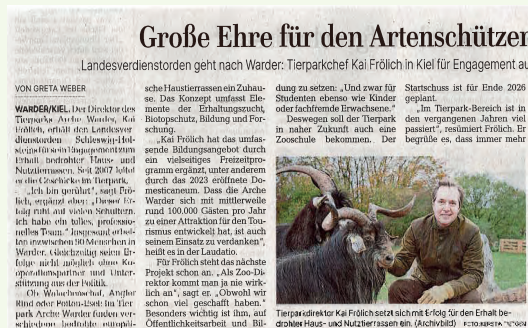 Große Ehre für den Artenschützer
Landesverdienstorden geht nach Warder: Tierparkchef Kai Frölich in Kiel für Engagement au
VON GRETA WEBER
WARDER/KIEL. Der Direktor des
Tierparks Arche Warder, Kai
Frölich, erhält den Landesver-
dienstorden Schleswig-Hol-
steins für sein Engagement zum
Erhalt bedrohter Haus- und
Nutztierrassen. Seit 2007 leitet
er die Geschicke im Tierpark.
„Ich bin gerührt“, sagt Frö-
lich, ergänzt aber: „Dieser Er-
folg ruht auf vielen Schultern.
Ich habe ein tolles, professio-
nelles Team.“ Insgesamt arbei-
ten inzwischen 50 Menschen in
Warder. Gleichzeitig seien Er-
folge nicht möglich ohne Ko-
operationspartner und Unter-
stützung aus der Politik.
Ob Walachenschaf, Angler
Rind oder Poitou-Esel: Im Tier-
park Arche Warder finden ver-
schiedene bedrohte europäi-
sche Haustierrassen ein Zuhau-
se. Das Konzept umfasst Ele-
mente der Erhaltungszucht,
Biotopschutz, Bildung und For-
schung.
„Kai Frölich hat das umfas-
sende Bildungsangebot durch
ein vielseitiges Freizeitpro-
gramm ergänzt, unter anderem
durch das 2023 eröffnete Do-
mesticaneum. Dass die Arche
Warder sich mit mittlerweile
rund 100.000 Gästen pro Jahr
zu einer Attraktion für den Tou-
rismus entwickelt hat, ist auch
seinem Einsatz zu verdanken“,
heißt es in der Laudatio.
Für Frölich steht das nächste
Projekt schon an. „Als Zoo-Di-
rektor kommt man ja nie wirk-
lich an“, sagt er. „Obwohl wir
schon viel geschafft haben.“
Besonders wichtig ist ihm, auf
Öffentlichkeitsarbeit und Bil-
dung zu setzen: „Und zwar für
Studenten ebenso wie Kinder
oder fachfremde Erwachsene.“
Deswegen soll der Tierpark
in naher Zukunft auch eine
Zooschule bekommen. Der
Startschuss ist für Ende 2026
geplant.
„Im Tierpark-Bereich ist in
den vergangenen Jahren viel
passiert“, resümiert Frölich. Er
begrüße es, dass immer mehr
Tierparkdirektor Kai Frölich setzt sich mit Erfolg für den Erhalt be-
drohter Haus- und Nutztierrassen ein. (Archivbild)